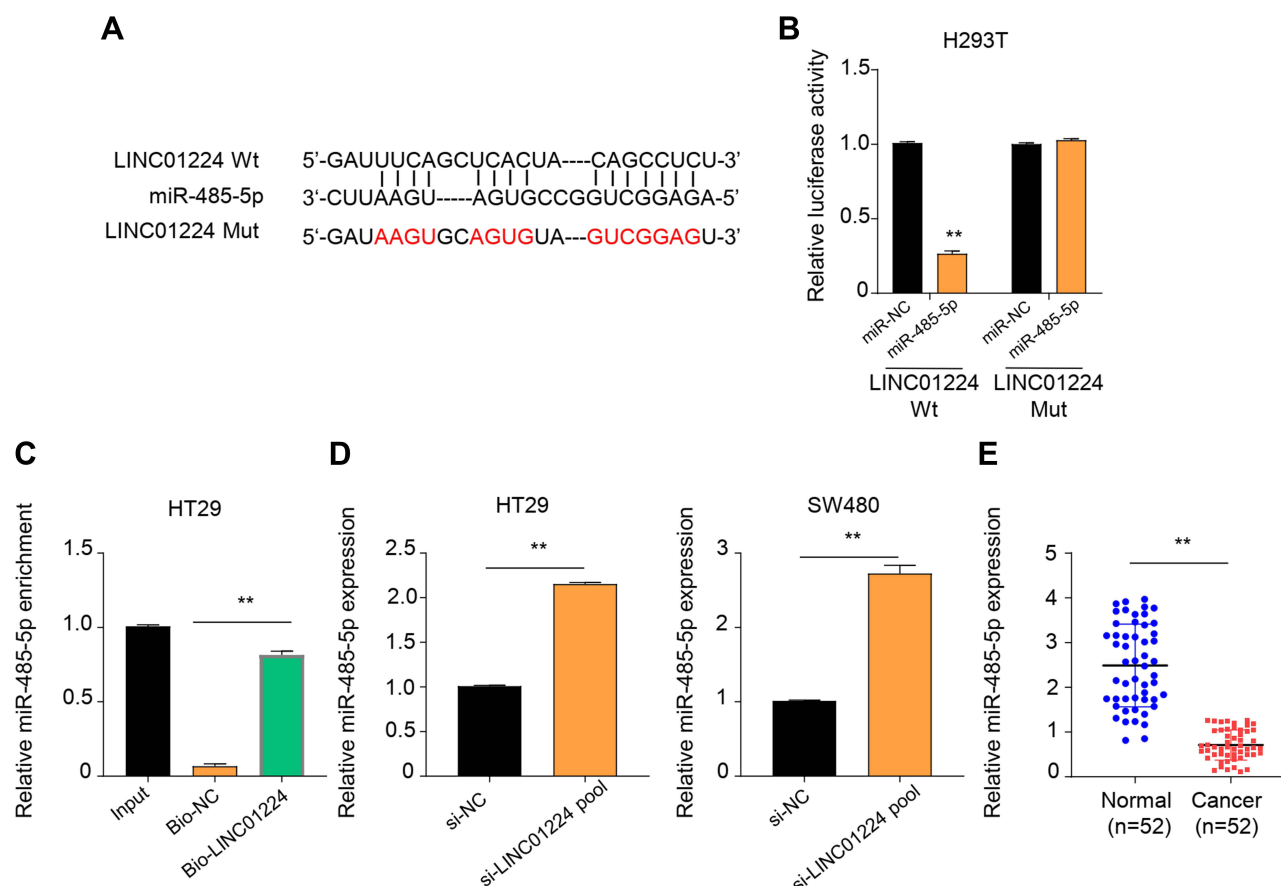 A
LINC01224 Wt 5’-GAUUUCAGCUCACUA----CAGCCUCU-3’
miR-485-5p 3‘-CUUAAGU-----AGUGCCGGUCGGAGA-5’
LINC01224 Mut 5‘-GAUAAGUGCAGUGUA---GUCGGAGU-3’
B
H293T
Relative luciferase activity
1.5
1.0
0.5
0
**
miR-NC
miR-485-5p
miR-NC
miR-485-5p
LINC01224
Wt
LINC01224
Mut
C
HT29
Relative miR-485-5p enrichment
1.5
1.0
0.5
0
**
Input
Bio-NC
Bio-LINC01224
D
HT29
Relative miR-485-5p expression
2.5
2.0
1.5
1.0
0.5
0
**
si-NC
si-LINC01224 pool
SW480
Relative miR-485-5p expression
3
2
1
0
**
si-NC
si-LINC01224 pool
E
Relative miR-485-5p expression
5
4
3
2
1
0
**
Normal
(n=52)
Cancer
(n=52)